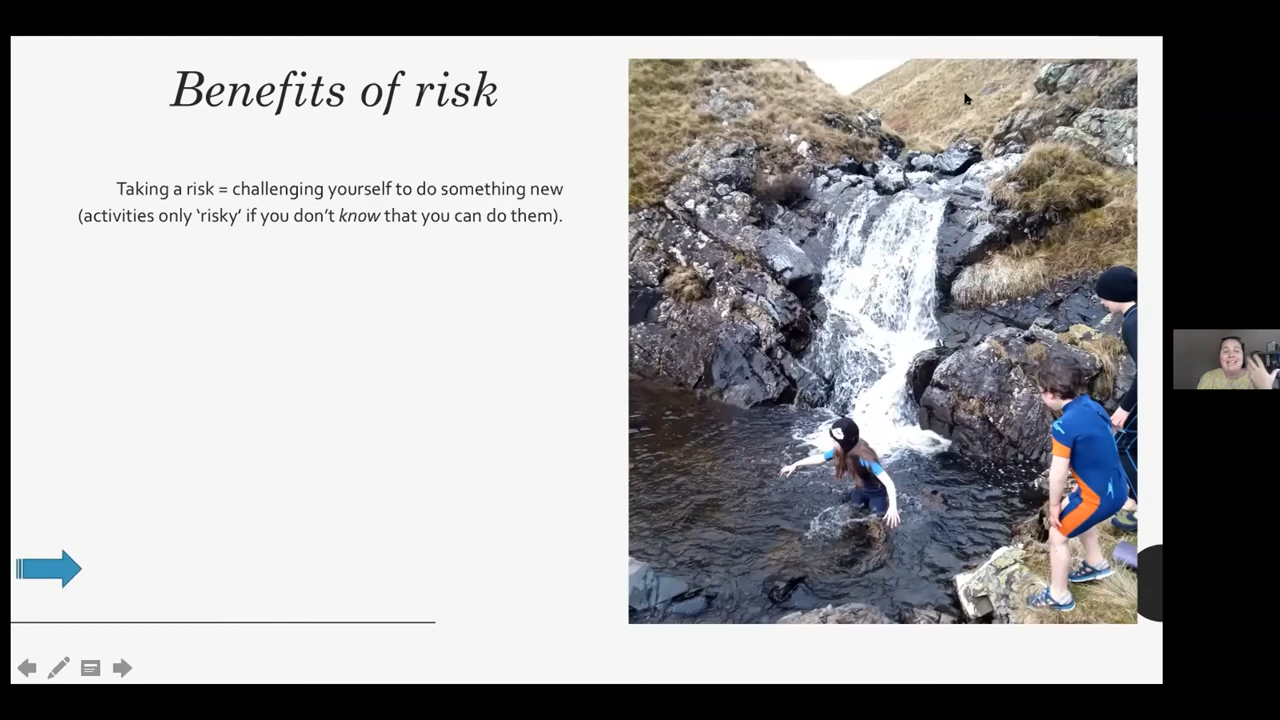 Benefits of risk
Taking a risk = challenging yourself to do something new
(activities only ‘risky’ if you don’t know that you can do them).